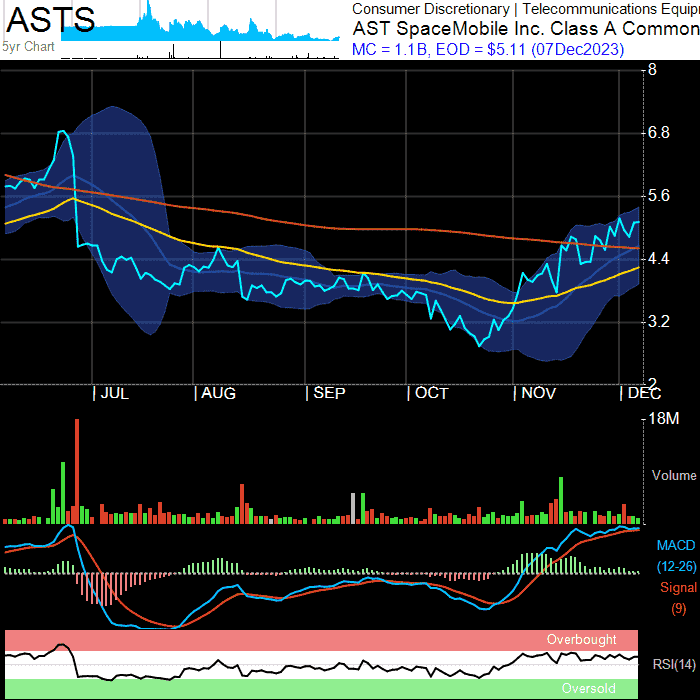 ASTS
5yr Chart
Consumer Discretionary | Telecommunications Equip
AST SpaceMobile Inc. Class A Common
MC = 1.1B, EOD = $5.11 (07Dec2023)
8
6.8
5.6
4.4
3.2
2
| JUL | AUG | SEP | OCT | NOV | DEC
18M
Volume
MACD
(12-26)
Signal
(9)
Overbought
RSI(14)
Oversold